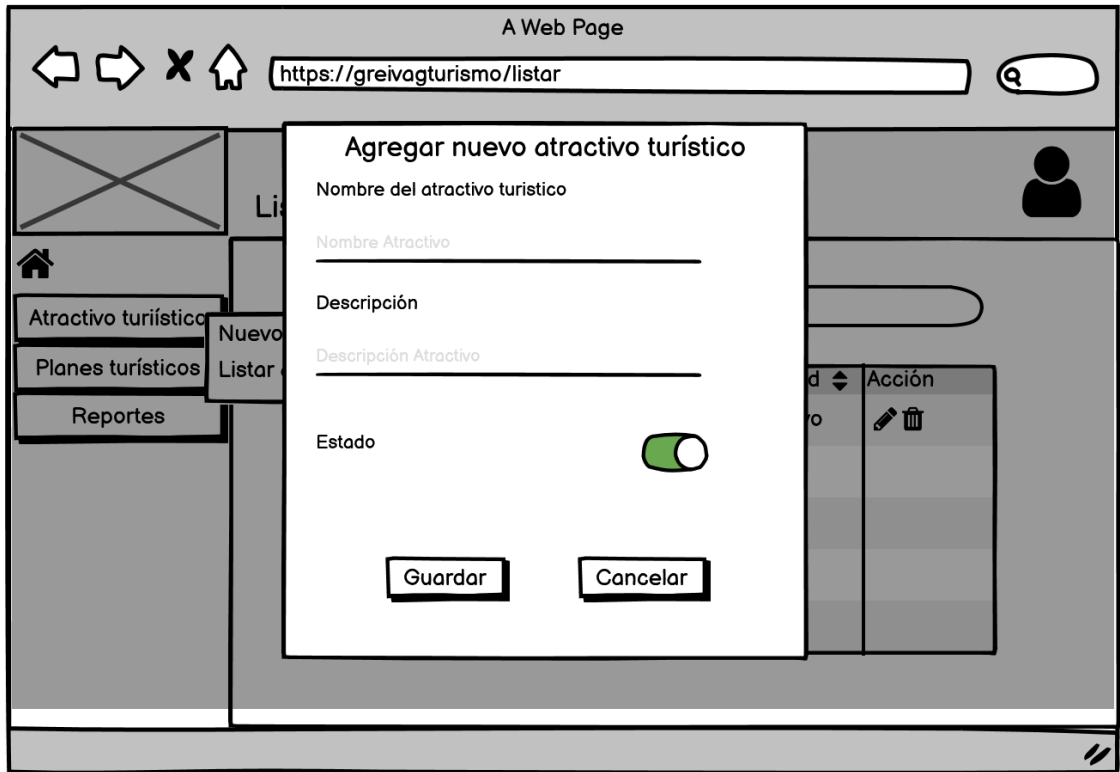 A Web Page
https://greivagturismo/listar
Agregar nuevo atractivo turístico
Nombre del atractivo turistico
Nombre Atractivo
Descripción
Descripción Atractivo
Estado
Guardar
Cancelar
Atractivo turiístico
Planes turísticos
Reportes
Nuevo
Listar
Acción